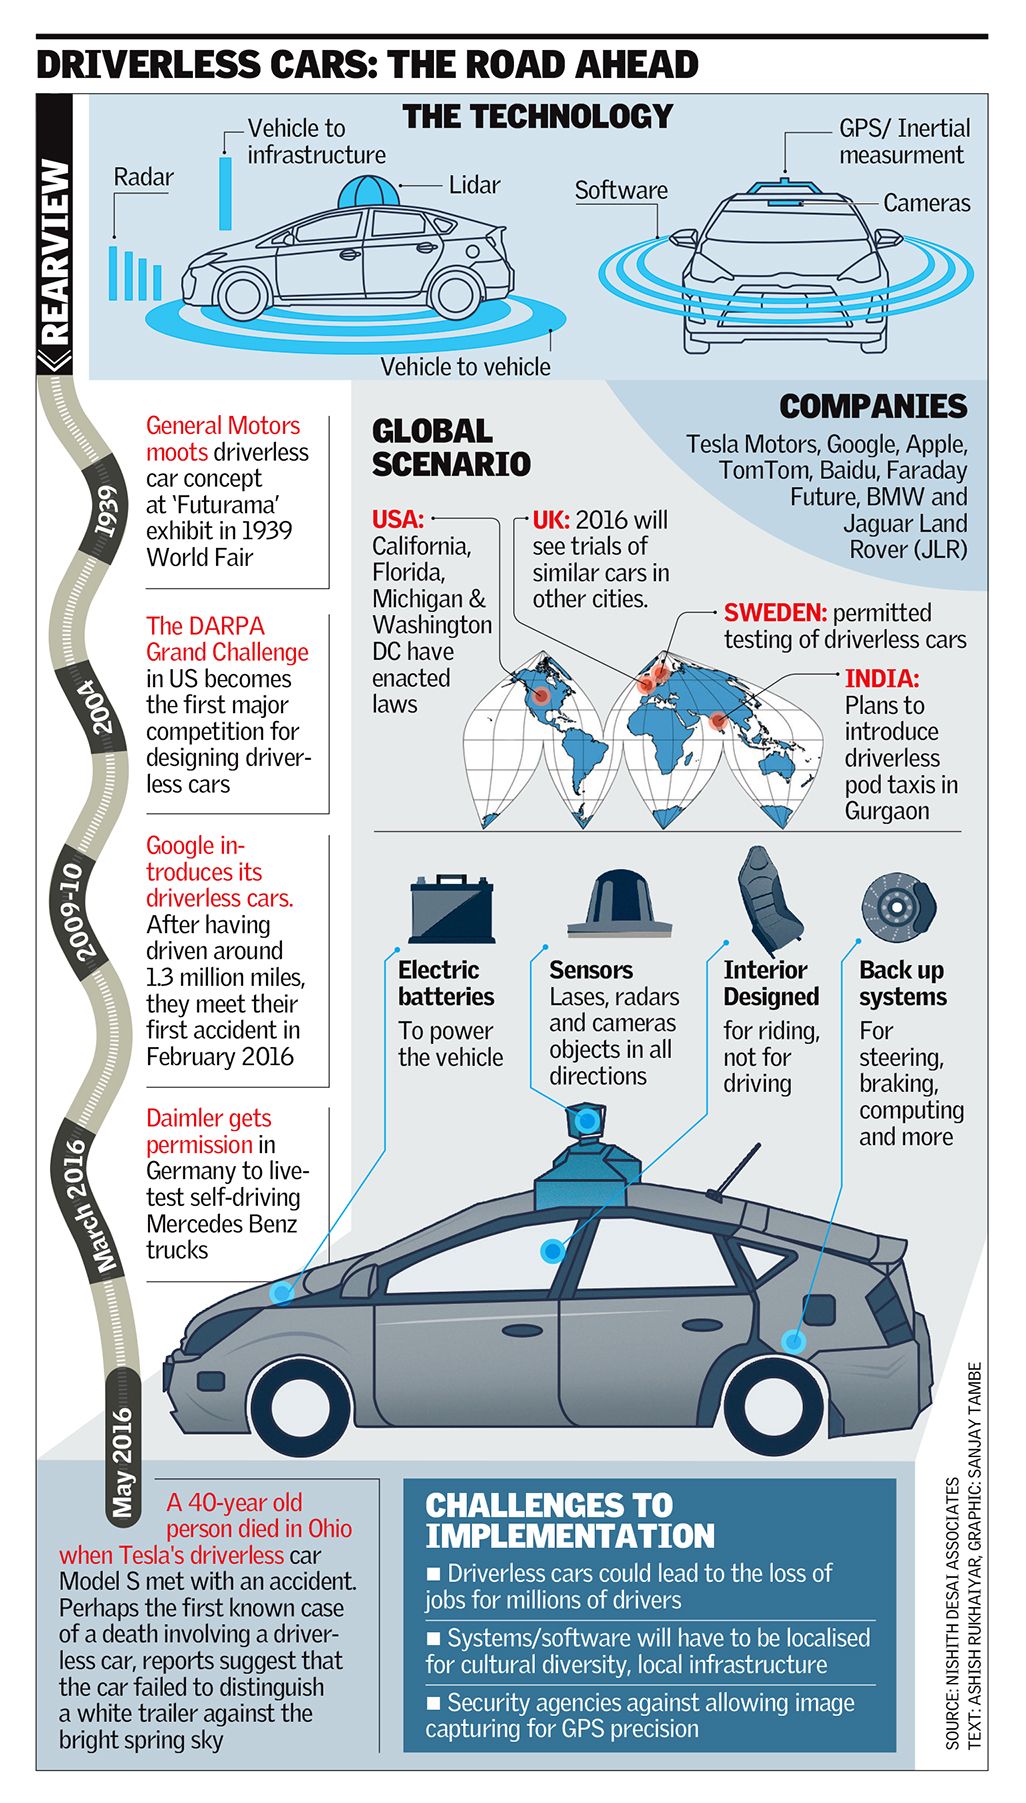 DRIVERLESS CARS: THE ROAD AHEAD
REARVIEW
THE TECHNOLOGY
Vehicle to
infrastructure
Radar
Lidar
Vehicle to vehicle
GPS/ Inertial
measurment
Software
Cameras
1939
General Motors
moots driverless
car concept
at ‘Futurama’
exhibit in 1939
World Fair
2004
The DARPA
Grand Challenge
in US becomes
the first major
competition for
designing driver-
less cars
2009-10
Google in-
troduces its
driverless cars.
After having
driven around
1.3 million miles,
they meet their
first accident in
February 2016
March 2016
Daimler gets
permission in
Germany to live-
test self-driving
Mercedes Benz
trucks
May 2016
A 40-year old
person died in Ohio
when Tesla's driverless car
Model S met with an accident.
Perhaps the first known case
of a death involving a driver-
less car, reports suggest that
the car failed to distinguish
a white trailer against the
bright spring sky
GLOBAL
SCENARIO
USA:
California,
Florida,
Michigan &
Washington
DC have
enacted
laws
UK: 2016 will
see trials of
similar cars in
other cities.
SWEDEN: permitted
testing of driverless cars
INDIA:
Plans to
introduce
driverless
pod taxis in
Gurgaon
COMPANIES
Tesla Motors, Google, Apple,
TomTom, Baidu, Faraday
Future, BMW and
Jaguar Land
Rover (JLR)
Electric
batteries
To power
the vehicle
Sensors
Lases, radars
and cameras
objects in all
directions
Interior
Designed
for riding,
not for
driving
Back up
systems
For
steering,
braking,
computing
and more
CHALLENGES TO
IMPLEMENTATION
■ Driverless cars could lead to the loss of
jobs for millions of drivers
■ Systems/software will have to be localised
for cultural diversity, local infrastructure
■ Security agencies against allowing image
capturing for GPS precision
SOURCE: NISHITH DESAI ASSOCIATES
TEXT: ASHISH RUKHAIYAR, GRAPHIC: SANJAY TAMBE